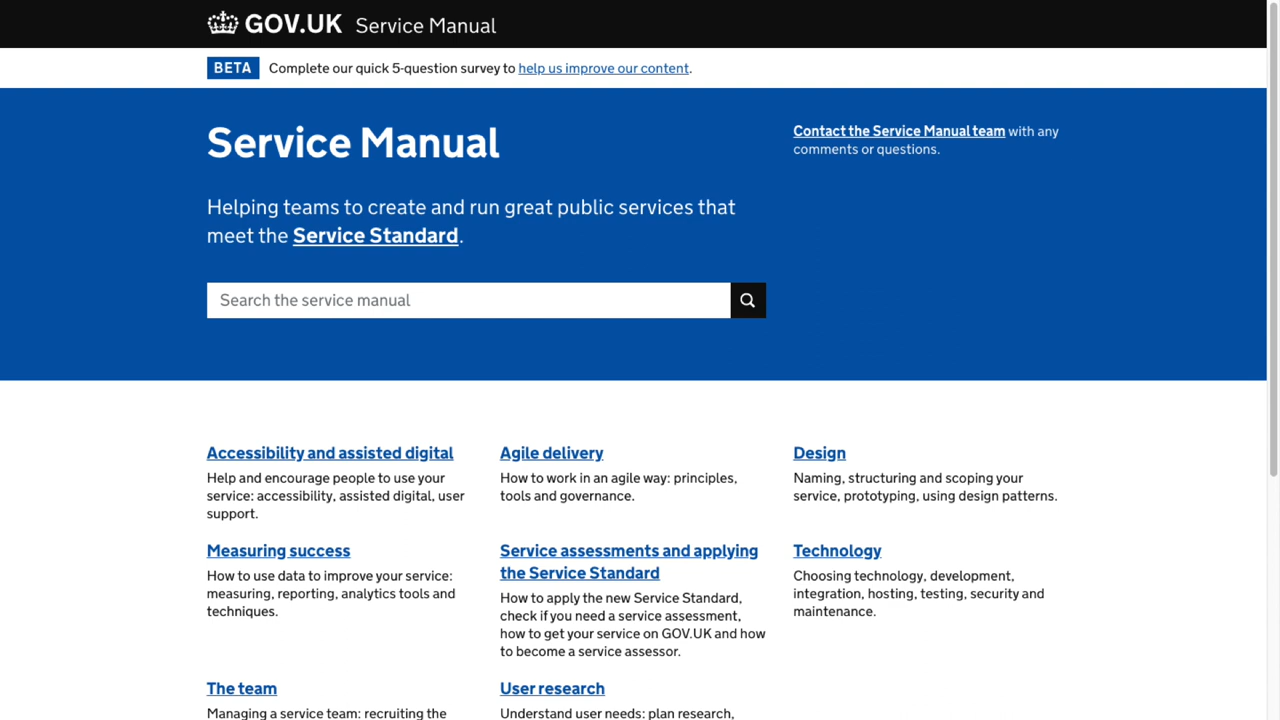 GOV.UK Service Manual
BETA Complete our quick 5-question survey to help us improve our content.
Service Manual
Contact the Service Manual team with any
comments or questions.
Helping teams to create and run great public services that
meet the Service Standard.
Search the service manual
Accessibility and assisted digital
Help and encourage people to use your
service: accessibility, assisted digital, user
support.
Agile delivery
How to work in an agile way: principles,
tools and governance.
Design
Naming, structuring and scoping your
service, prototyping, using design patterns.
Measuring success
How to use data to improve your service:
measuring, reporting, analytics tools and
techniques.
Service assessments and applying
the Service Standard
How to apply the new Service Standard,
check if you need a service assessment,
how to get your service on GOV.UK and how
to become a service assessor.
Technology
Choosing technology, development,
integration, hosting, testing, security and
maintenance.
The team
Managing a service team: recruiting the
User research
Understand user needs: plan research,